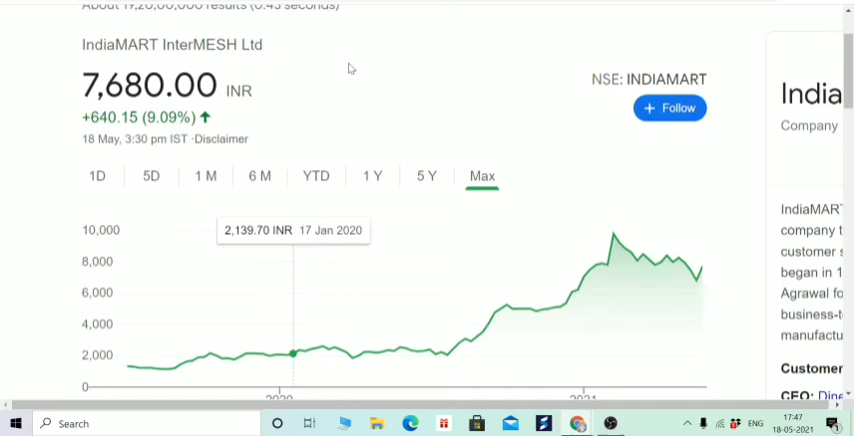 About 19,20,00,000 results (0.43 seconds)
IndiaMART InterMESH Ltd
7,680.00 INR
+640.15 (9.09%) ↑
18 May, 3:30 pm IST · Disclaimer
NSE: INDIAMART
+ Follow
1D 5D 1 M 6 M YTD 1 Y 5 Y Max
2,139.70 INR 17 Jan 2020
10,000
8,000
6,000
4,000
2,000
0
2020 2021
India
Company
IndiaMAR
company t
customer s
began in 1
Agrawal fo
business-t
manufactu
Customer
CEO: Dine
Search
ENG
17:47
18-05-2021
1